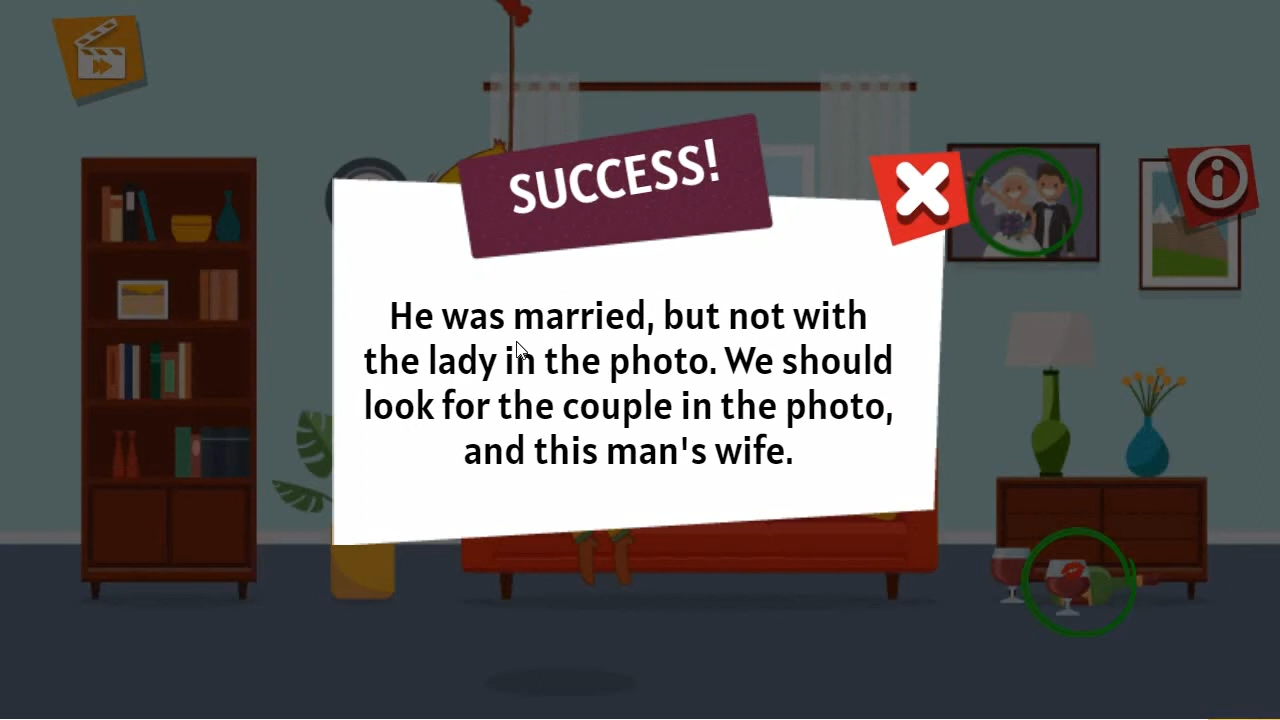 SUCCESS!
He was married, but not with
the lady in the photo. We should
look for the couple in the photo,
and this man's wife.